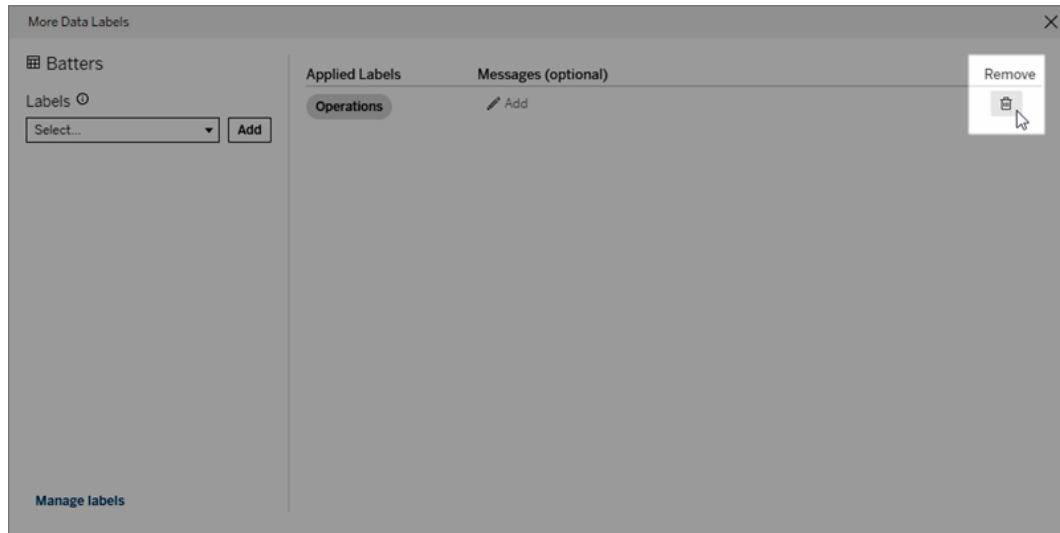 More Data Labels
Batters
Labels
Select...
Add
Applied Labels Messages (optional) Remove
Operations Add
Manage labels